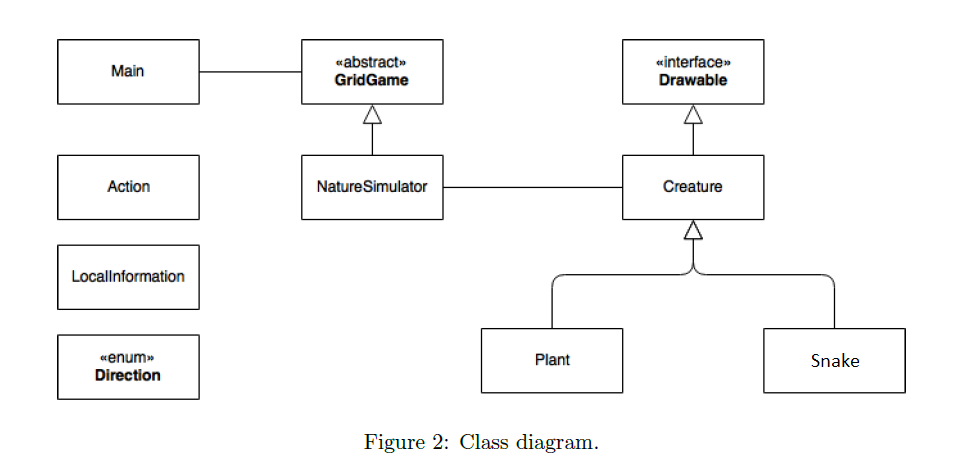 Main
«abstract»
GridGame
«interface»
Drawable
Action
NatureSimulator
Creature
LocalInformation
«enum»
Direction
Plant
Snake
Figure 2: Class diagram.